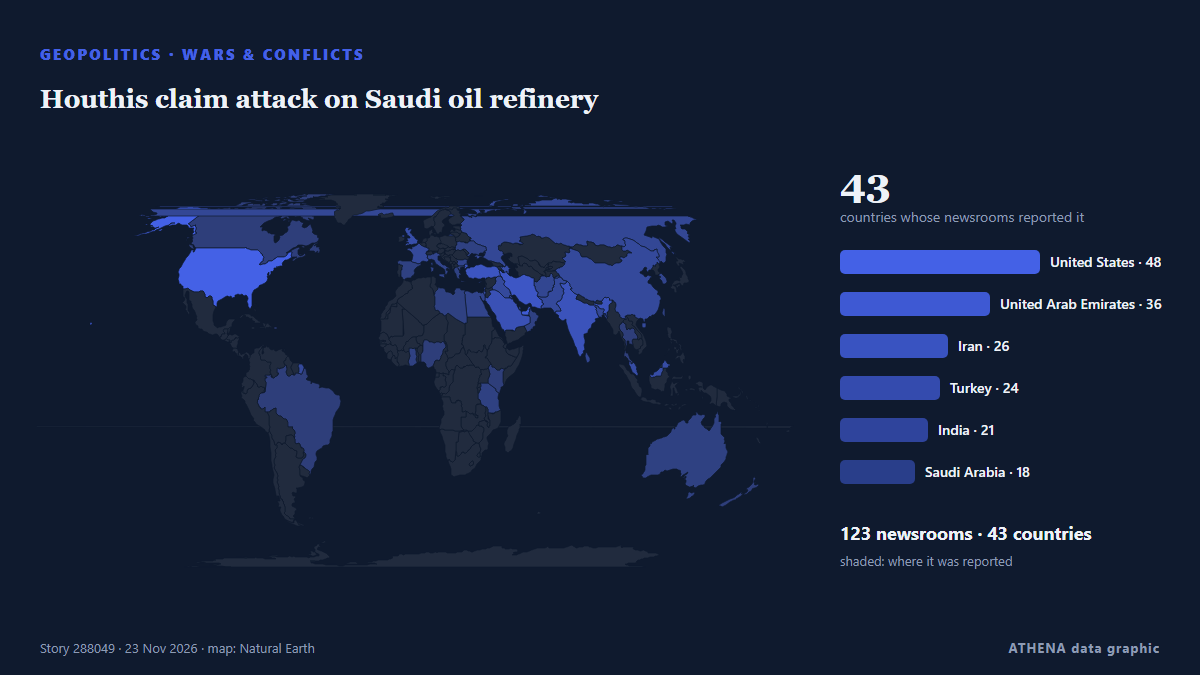 GEOPOLITICS · WARS & CONFLICTS
Houthis claim attack on Saudi oil refinery
43
countries whose newsrooms reported it
United States · 48
United Arab Emirates · 36
Iran · 26
Turkey · 24
India · 21
Saudi Arabia · 18
123 newsrooms · 43 countries
shaded: where it was reported
Story 288049 · 23 Nov 2026 · map: Natural Earth
ATHENA data graphic